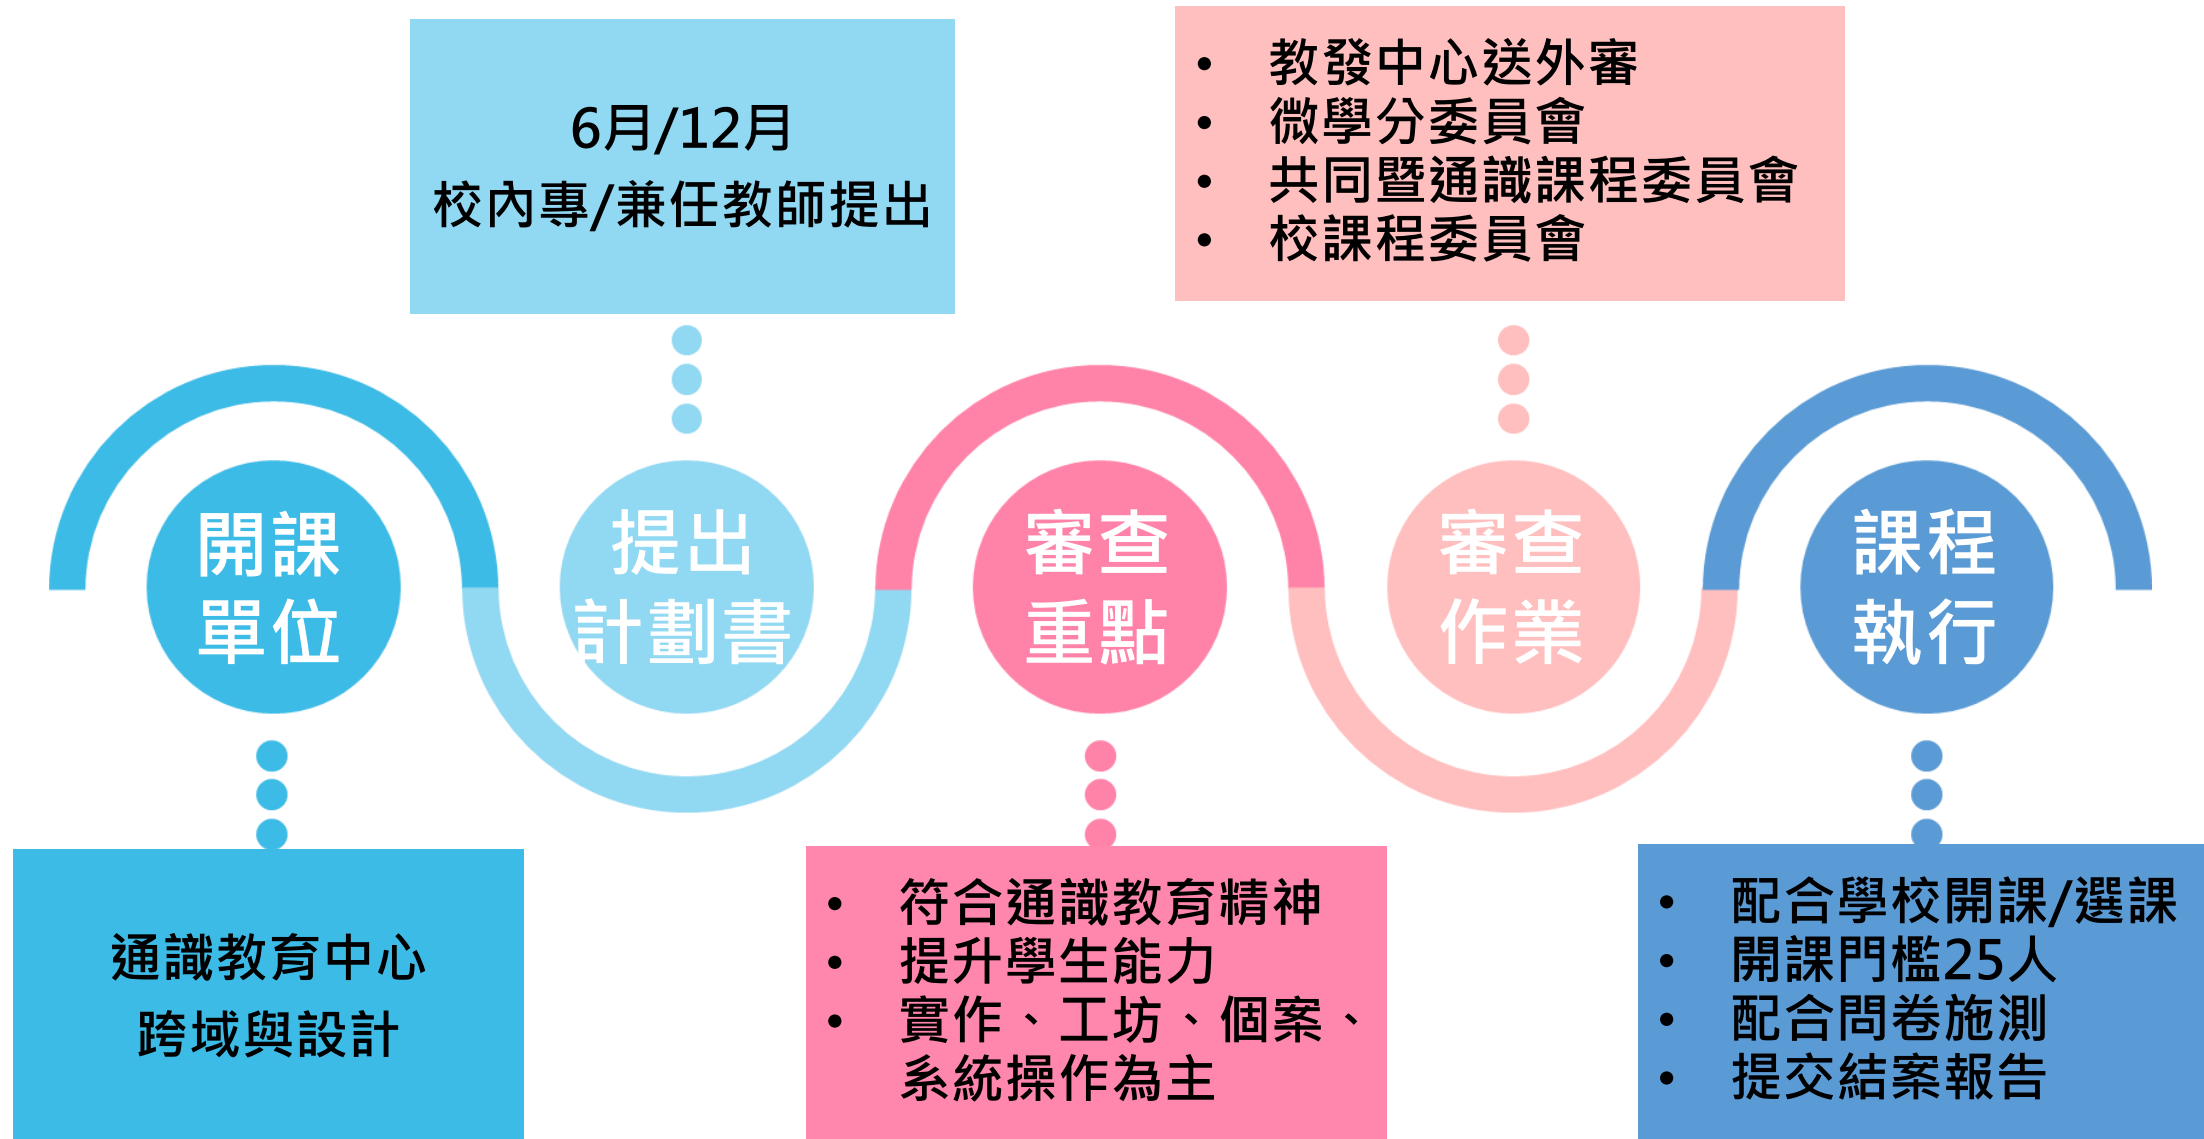 開課
單位
通識教育中心
跨域與設計
6月/12月
校內專/兼任教師提出
提出
計劃書
審查
重點
• 符合通識教育精神
• 提升學生能力
• 實作、工坊、個案、
系統操作為主
• 教發中心送外審
• 微學分委員會
• 共同暨通識課程委員會
• 校課程委員會
審查
作業
課程
執行
• 配合學校開課/選課
• 開課門檻25人
• 配合問卷施測
• 提交結案報告